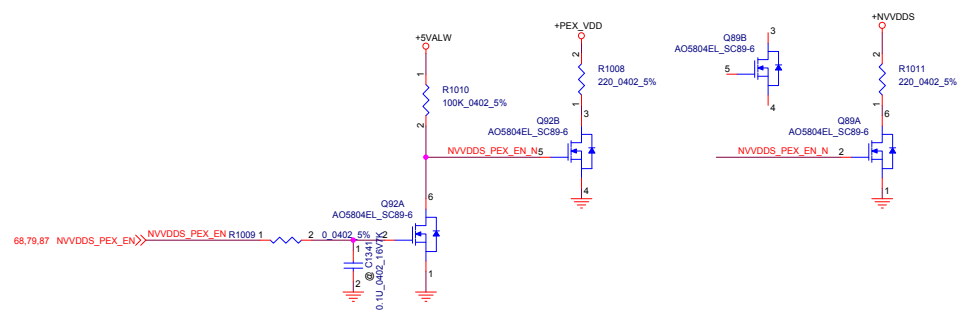 +5VALW
1
R1010
100K_0402_5%
2
+PEX_VDD
2
R1008
220_0402_5%
1
3
Q92B
AO5804EL_SC89-6
NVVDDS_PEX_EN_N
5
4
Q89B
AO5804EL_SC89-6
3
5
4
+NVVDDS
2
R1011
220_0402_5%
1
6
Q89A
AO5804EL_SC89-6
NVVDDS_PEX_EN_N
2
1
6
Q92A
AO5804EL_SC89-6
68,79,87 NVVDDS_PEX_EN
NVVDDS_PEX_EN
R1009
1
2
0_0402_5%
2
1
1
2
@ C1341
0.1U_0402_16V7K